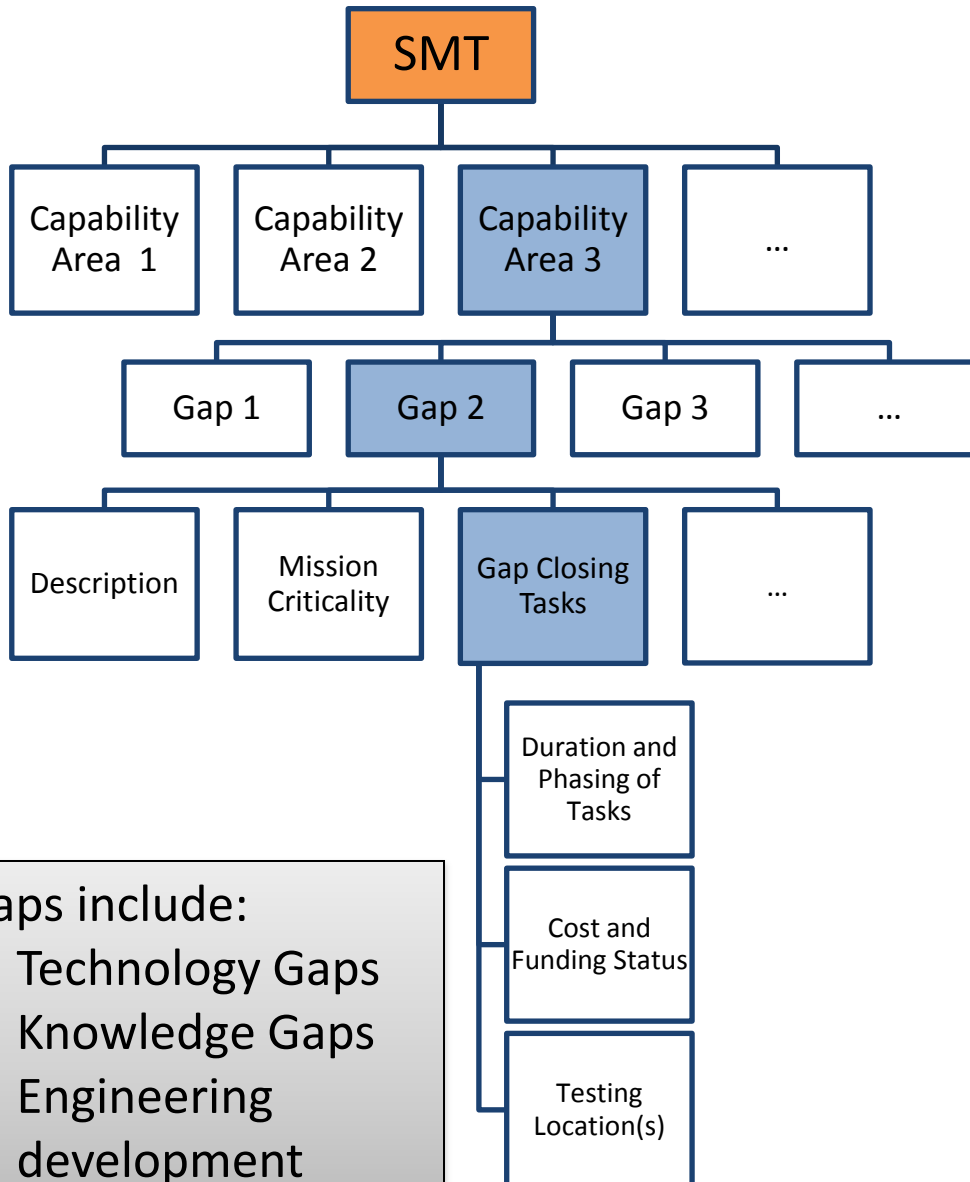 SMT
Capability
Area 1
Capability
Area 2
Capability
Area 3
...
Gap 1
Gap 2
Gap 3
...
Description
Mission
Criticality
Gap Closing
Tasks
...
Duration and
Phasing of
Tasks
Cost and
Funding Status
Testing
Location(s)
aps include:
Technology Gaps
Knowledge Gaps
Engineering
development